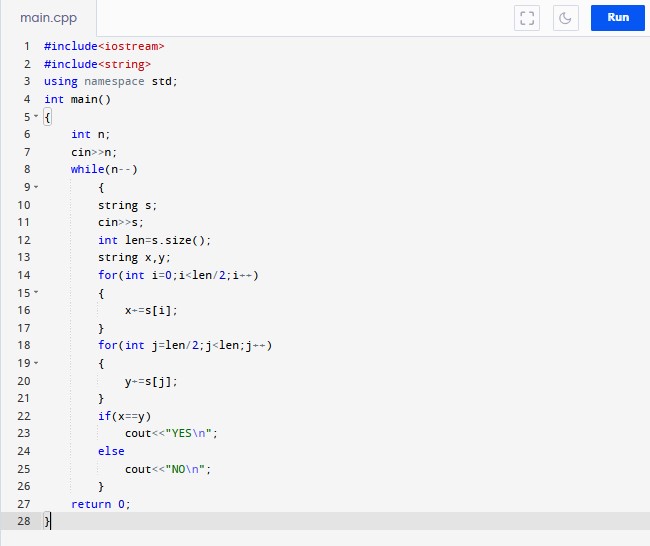 main.cpp
Run
1 #include<iostream>
2 #include<string>
3 using namespace std;
4 int main()
5 {
6     int n;
7     cin>>n;
8     while(n--)
9         {
10         string s;
11         cin>>s;
12         int len=s.size();
13         string x,y;
14         for(int i=0;i<len/2;i++)
15         {
16             x+=s[i];
17         }
18         for(int j=len/2;j<len;j++)
19         {
20             y+=s[j];
21         }
22         if(x==y)
23             cout<<"YES\n";
24         else
25             cout<<"NO\n";
26         }
27     return 0;
28 }